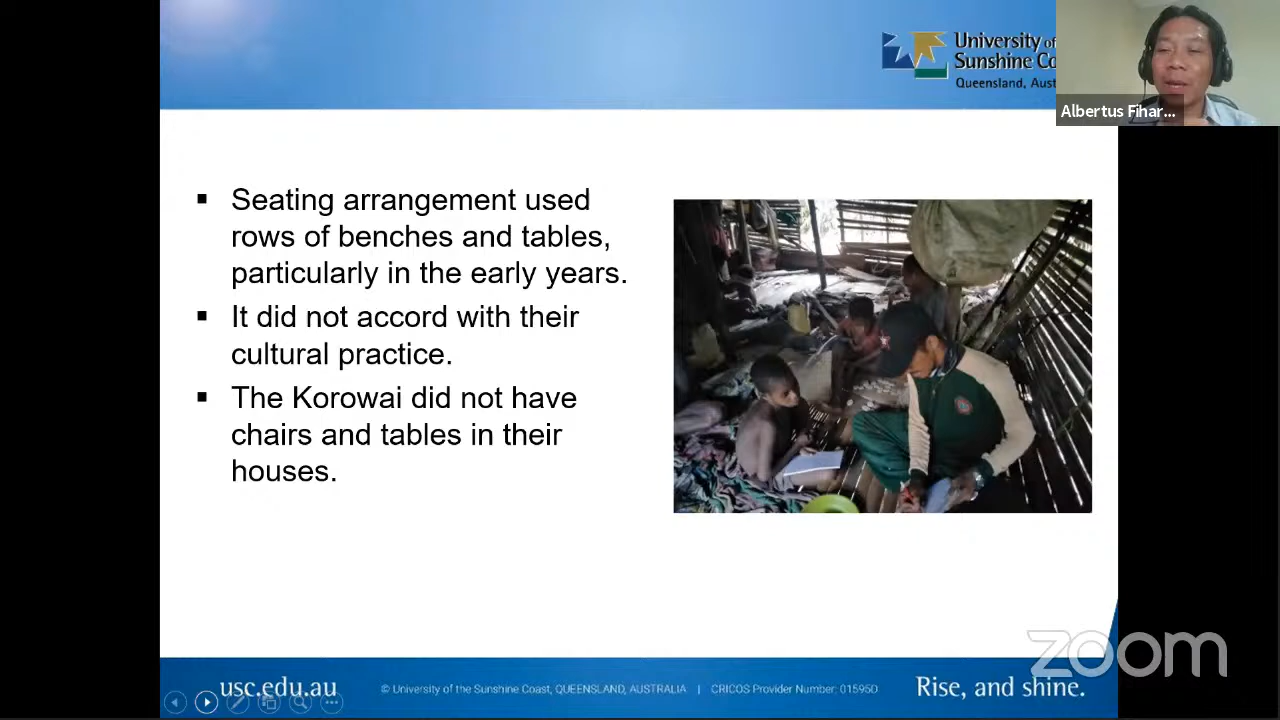 University of
Sunshine Co
Queensland, Aust
Albertus Fihar...
▪ Seating arrangement used
rows of benches and tables,
particularly in the early years.
▪ It did not accord with their
cultural practice.
▪ The Korowai did not have
chairs and tables in their
houses.
zoom
usc.edu.au
© University of the Sunshine Coast, QUEENSLAND, AUSTRALIA | CRICOS Provider Number: 01595D
Rise, and shine.